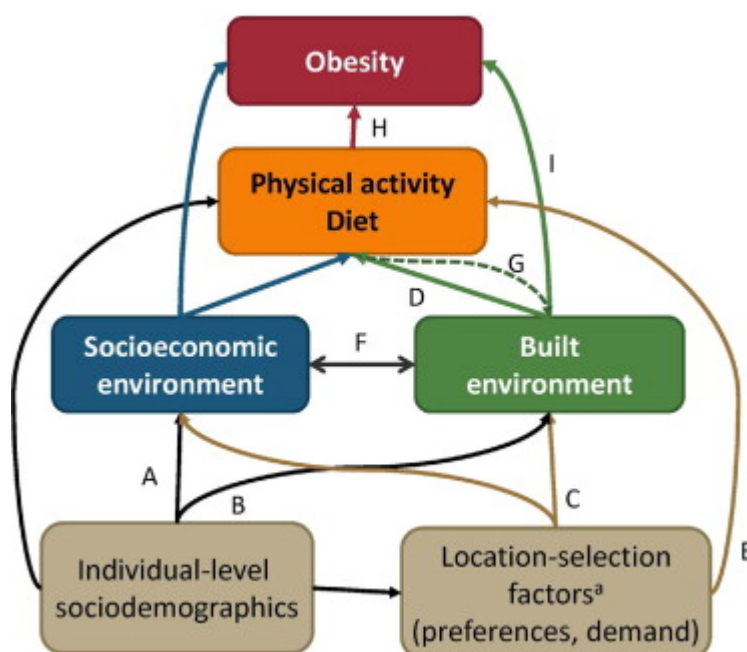 Obesity
H
I
Physical activity
Diet
G
D
Socioeconomic
environment
F
Built
environment
A
B
C
E
Individual-level
sociodemographics
Location-selection
factorsᵃ
(preferences, demand)